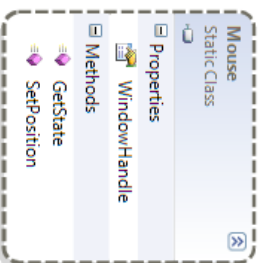 Mouse
Static Class
Properties
WindowHandle
Methods
GetState
SetPosition